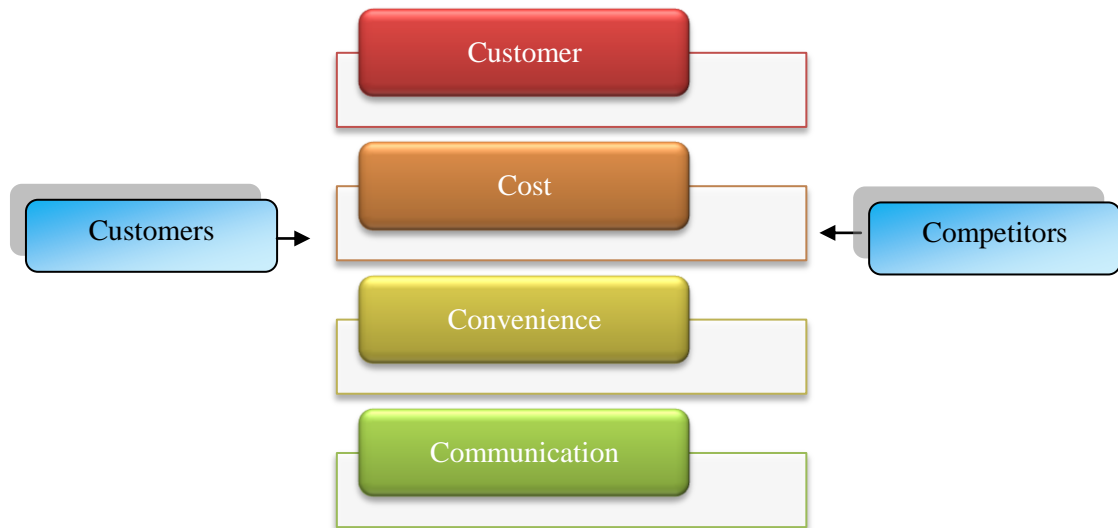 Customer
Cost
Customers
Competitors
Convenience
Communication